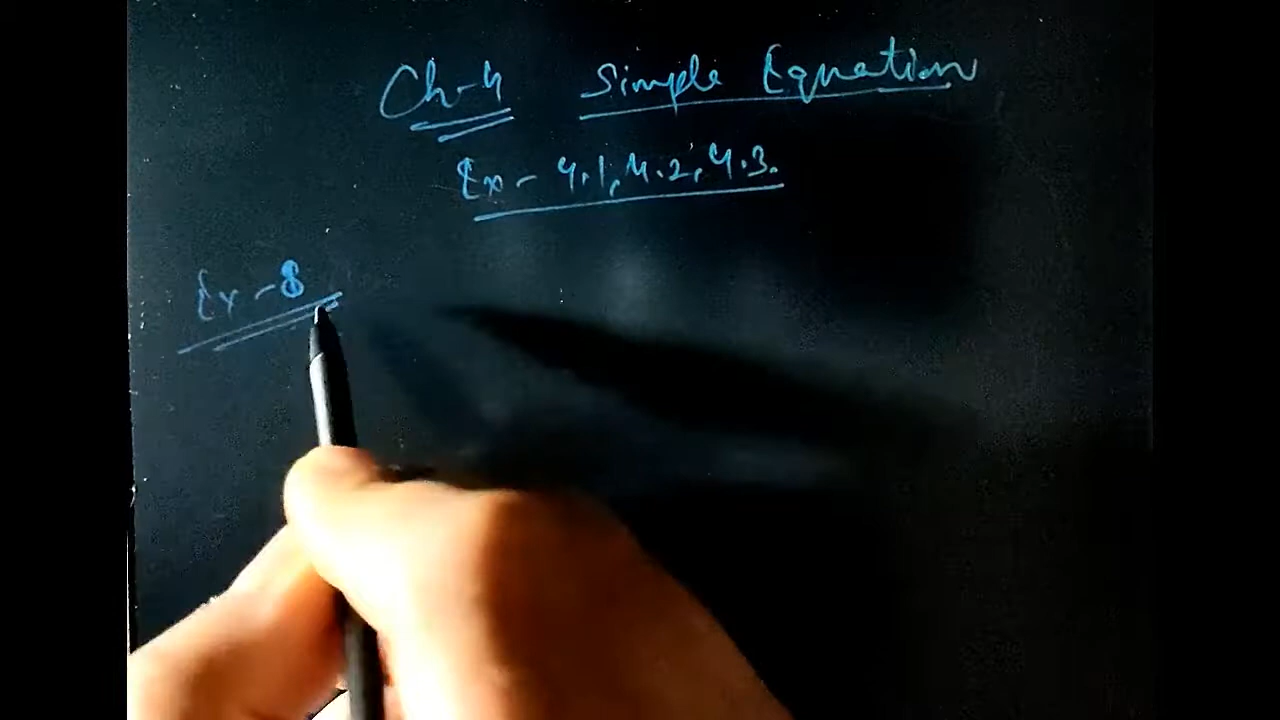 Ch-4 Simple Equation
Ex - 4.1, 4.2, 4.3.
Ex - 8